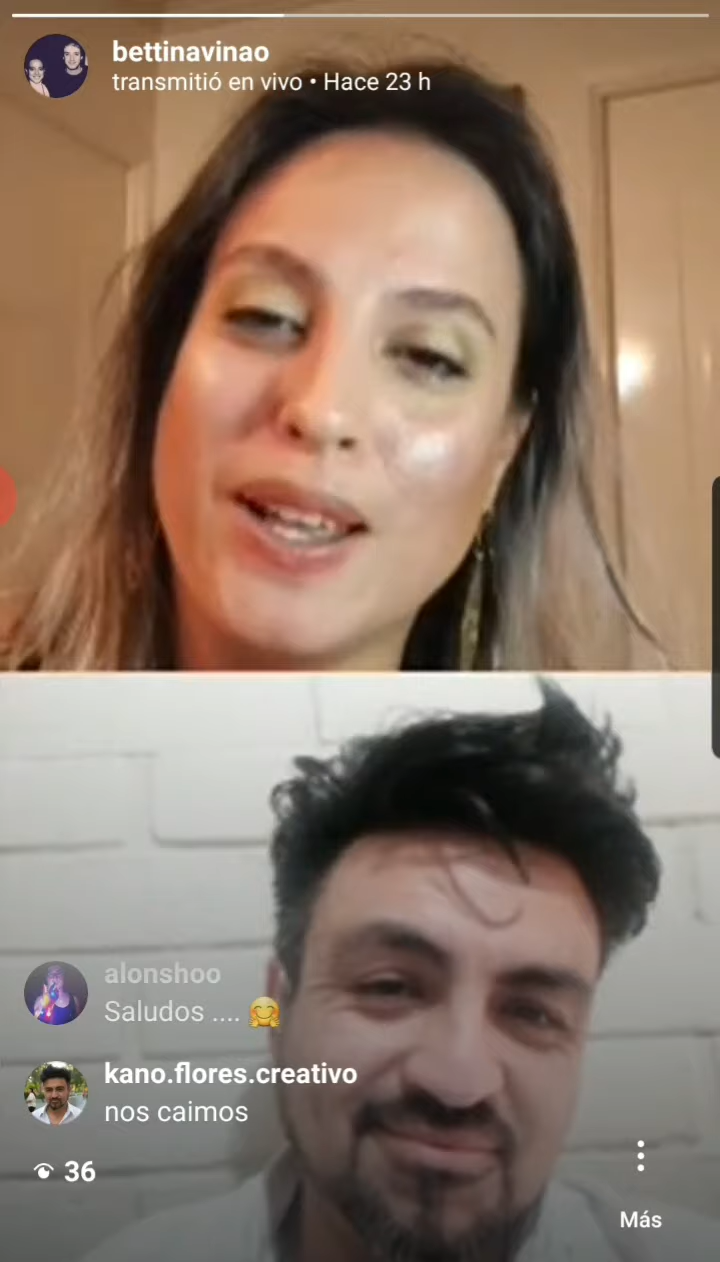 bettinavinao
transmitió en vivo • Hace 23 h
alonshoo
Saludos .... 🤗
kano.flores.creativo
nos caimos
36
Más